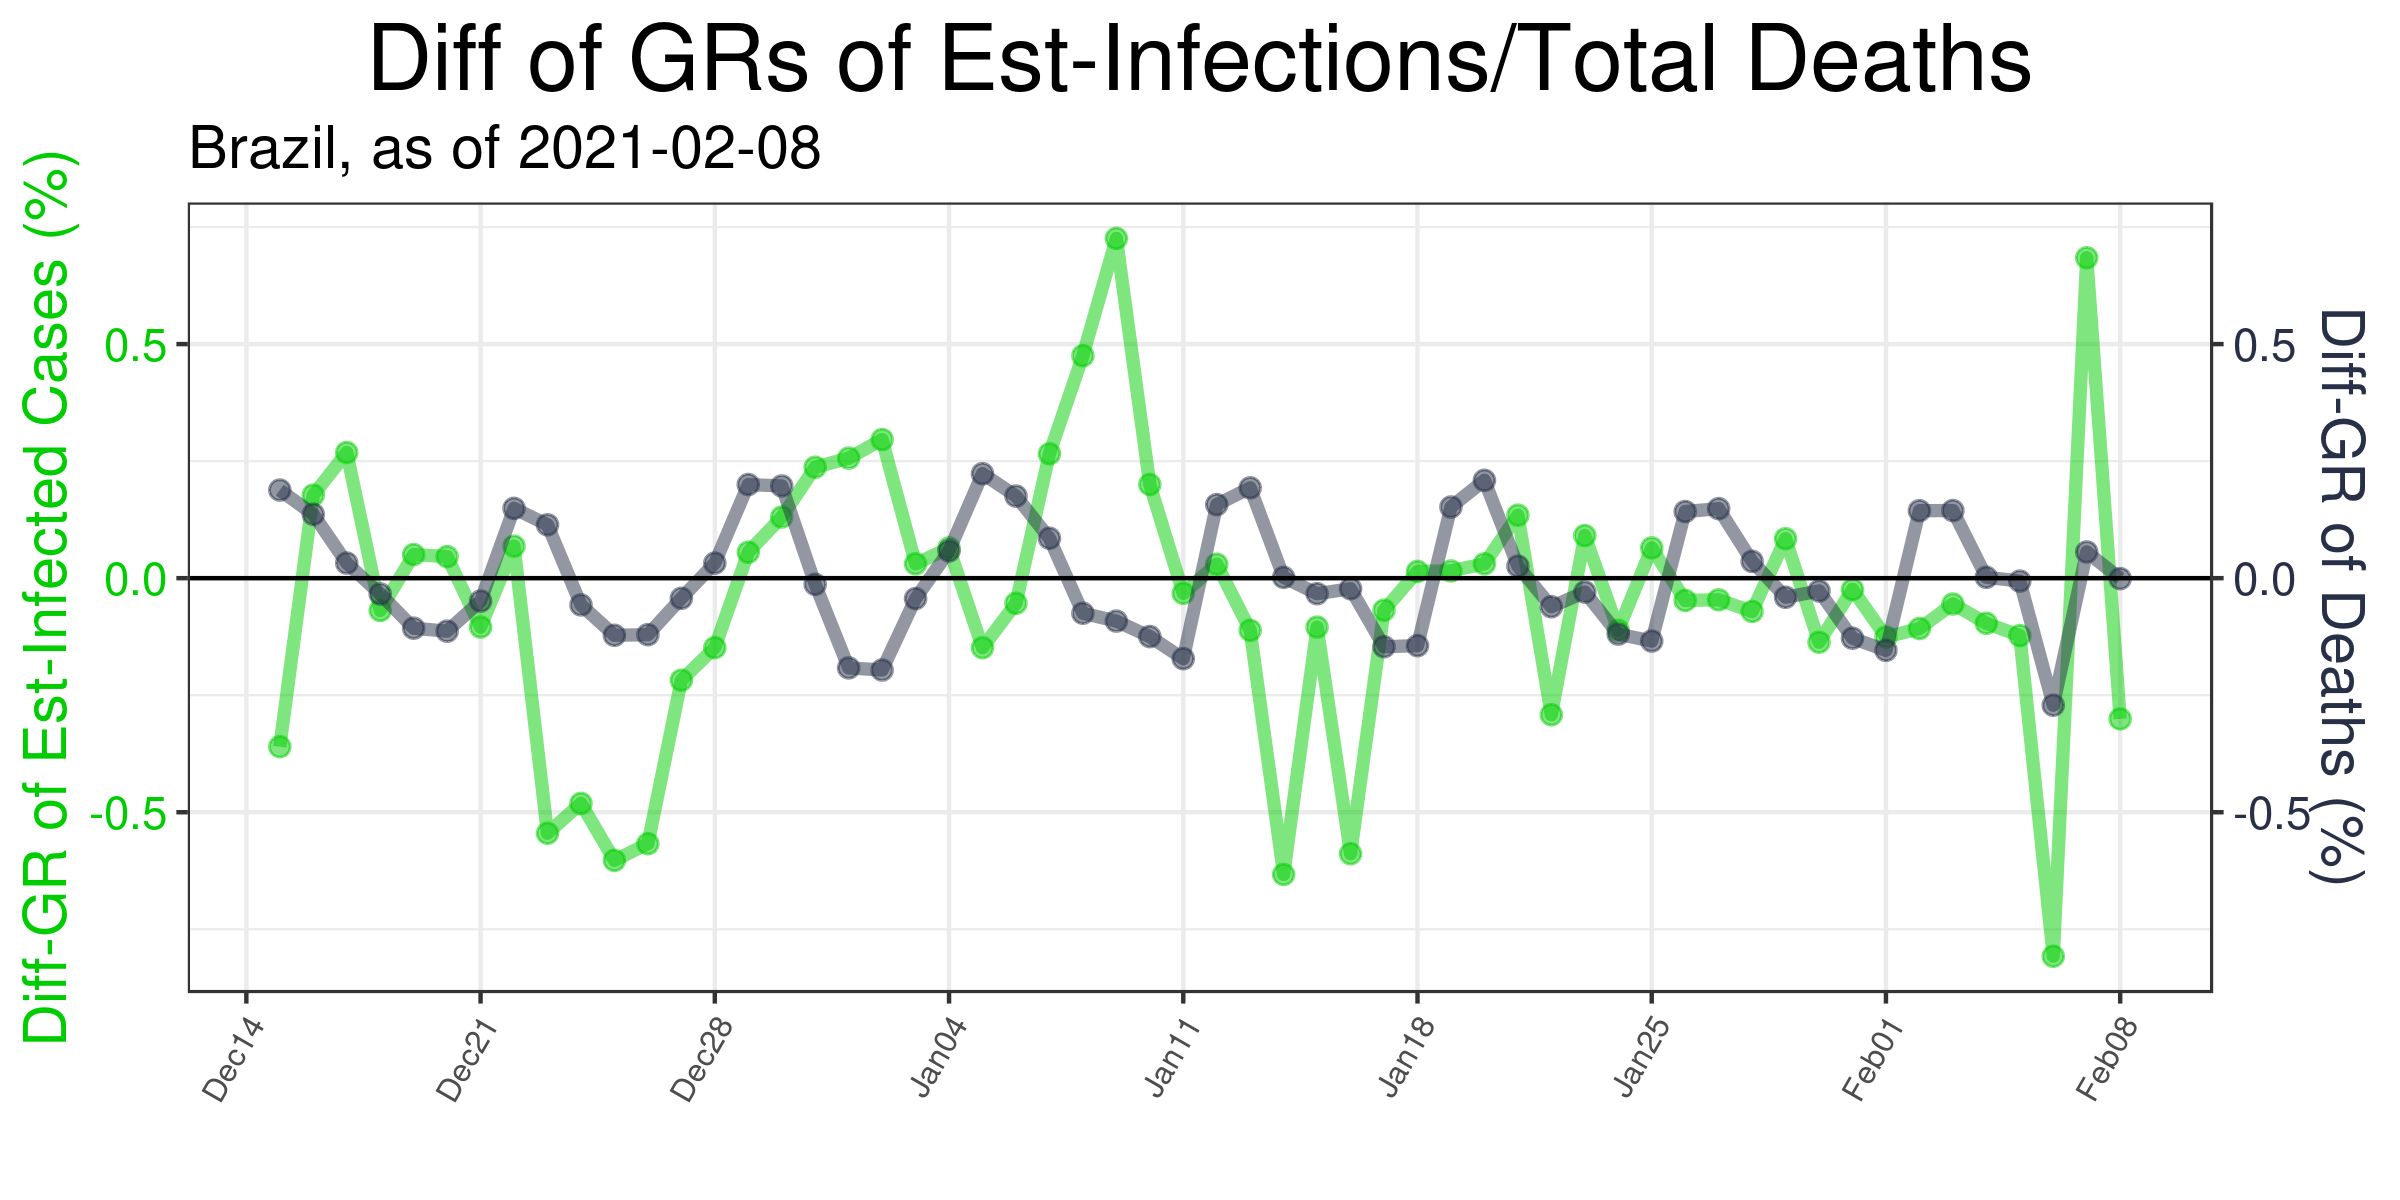 Diff of GRs of Est-Infections/Total Deaths
Brazil, as of 2021-02-08
Diff-GR of Est-Infected Cases (%)
0.5
0.0
-0.5
0.5
0.0
-0.5
Diff-GR of Deaths (%)
Dec14
Dec21
Dec28
Jan04
Jan11
Jan18
Jan25
Feb01
Feb08